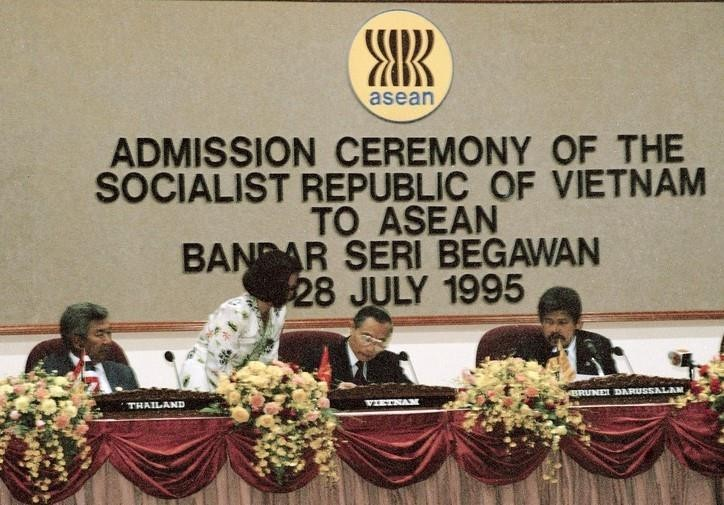 asean
ADMISSION CEREMONY OF THE
SOCIALIST REPUBLIC OF VIETNAM
TO ASEAN
BANDAR SERI BEGAWAN
28 JULY 1995
THAILAND
VIETNAM
BRUNEI DARUSSALAM